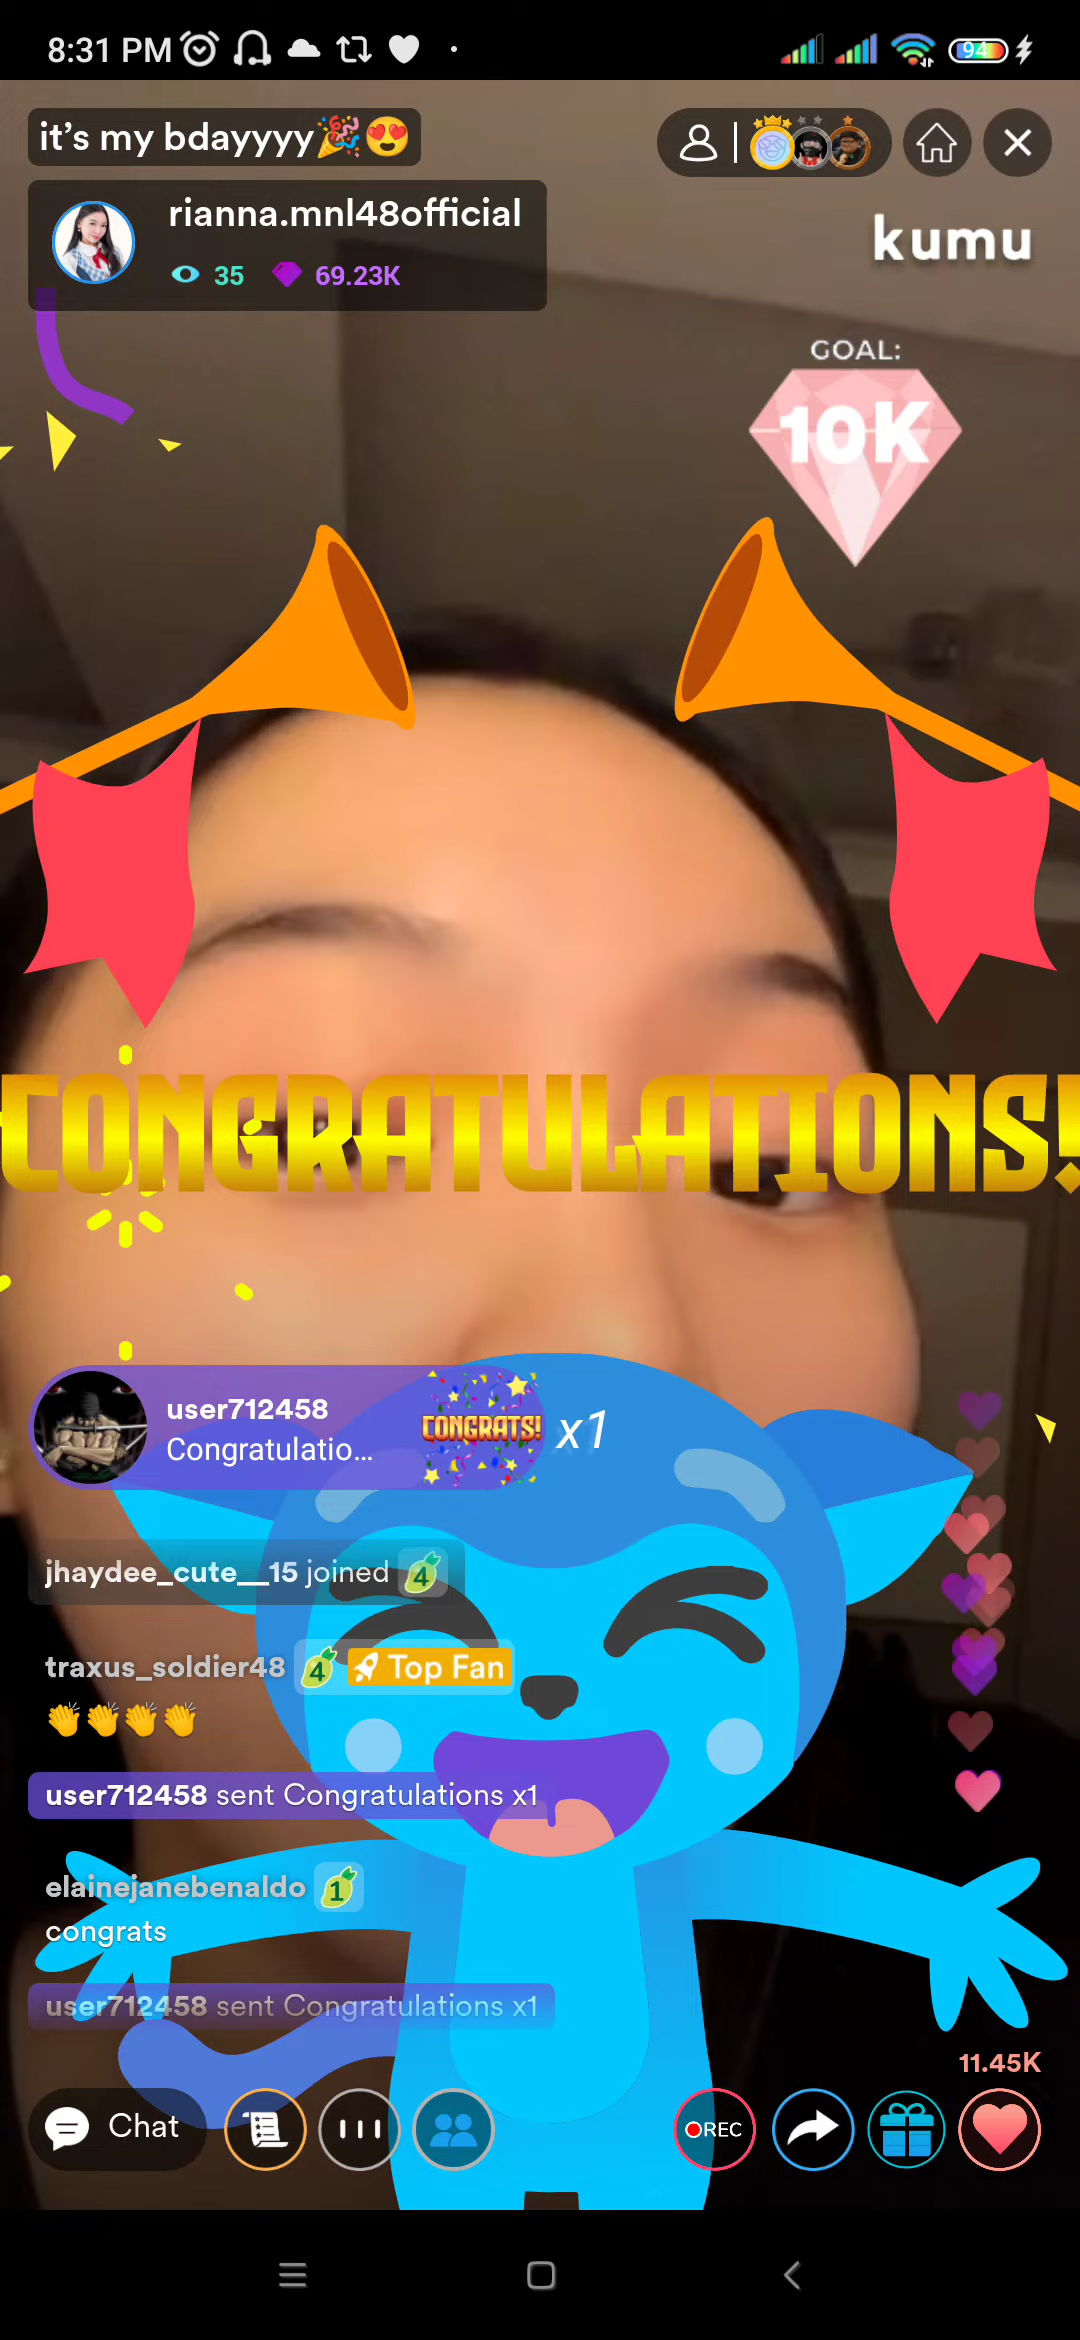 8:31 PM
94
it’s my bdayyyy🎉😍
rianna.mnl48official
35 69.23K
kumu
GOAL:
10K
CONGRATULATIONS!
user712458
Congratulatio...
CONGRATS! x1
jhaydee_cute__15 joined 4
traxus_soldier48 4 Top Fan
👏👏👏👏
user712458 sent Congratulations x1
elainejanebenaldo 1
congrats
user712458 sent Congratulations x1
11.45K
Chat
REC